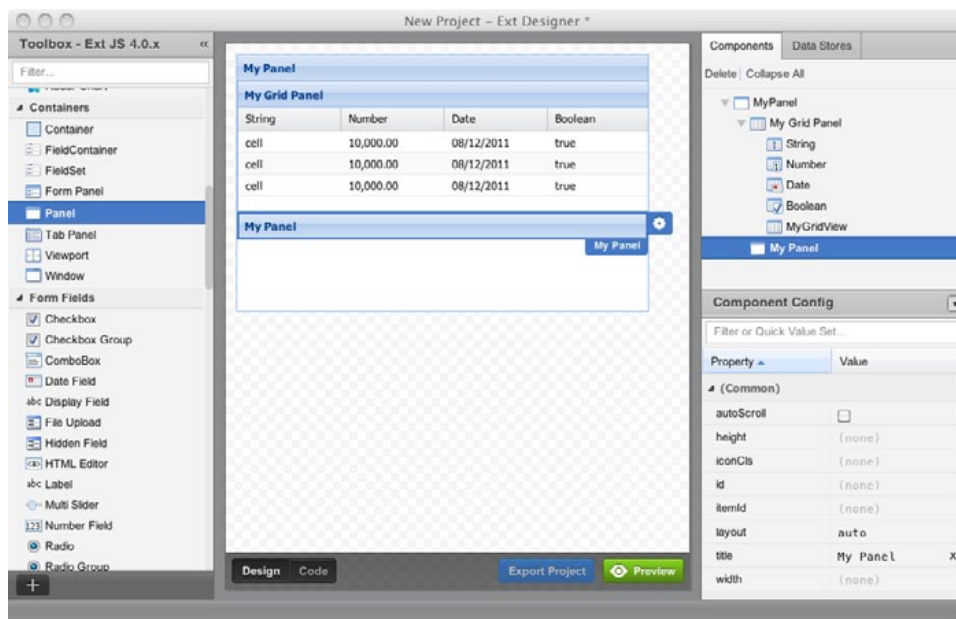 New Project – Ext Designer *
Toolbox - Ext JS 4.0.x «
Filter...
Containers
Container
FieldContainer
FieldSet
Form Panel
Panel
Tab Panel
Viewport
Window
Form Fields
Checkbox
Checkbox Group
ComboBox
Date Field
abc Display Field
File Upload
Hidden Field
HTML Editor
abc Label
Multi Slider
123 Number Field
Radio
Radio Group
+
My Panel
My Grid Panel
String Number Date Boolean
cell 10,000.00 08/12/2011 true
cell 10,000.00 08/12/2011 true
cell 10,000.00 08/12/2011 true
My Panel
My Panel
Design Code
Export Project Preview
Components Data Stores
Delete Collapse All
MyPanel
My Grid Panel
String
Number
Date
Boolean
MyGridView
My Panel
Component Config
Filter or Quick Value Set...
Property Value
(Common)
autoScroll
height (none)
iconCls (none)
id (none)
itemId (none)
layout auto
title My Panel X
width (none)